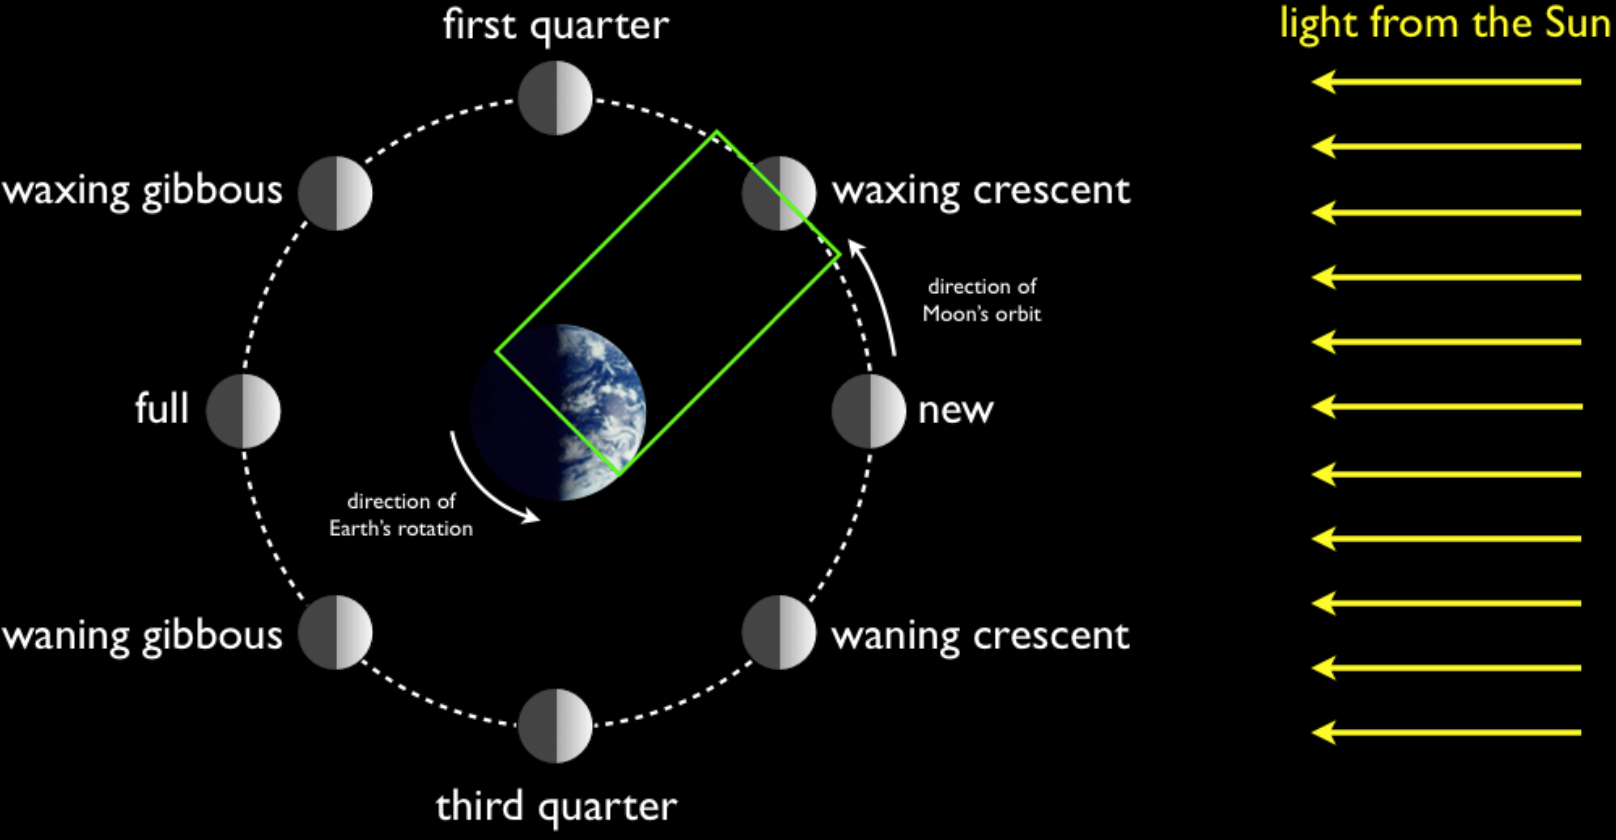 first quarter
light from the Sun
waxing gibbous
waxing crescent
direction of
Moon's orbit
full
new
direction of
Earth's rotation
waning gibbous
waning crescent
third quarter